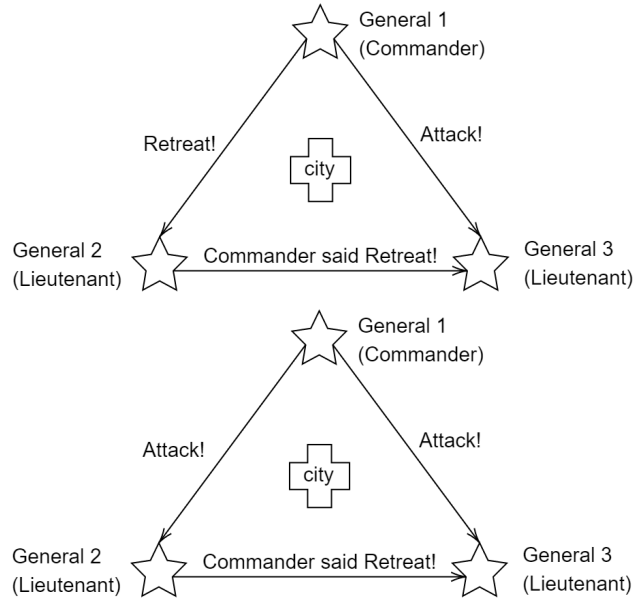 General 1
(Commander)
Retreat!
Attack!
city
General 2
(Lieutenant)
Commander said Retreat!
General 3
(Lieutenant)
General 1
(Commander)
Attack!
Attack!
city
General 2
(Lieutenant)
Commander said Retreat!
General 3
(Lieutenant)